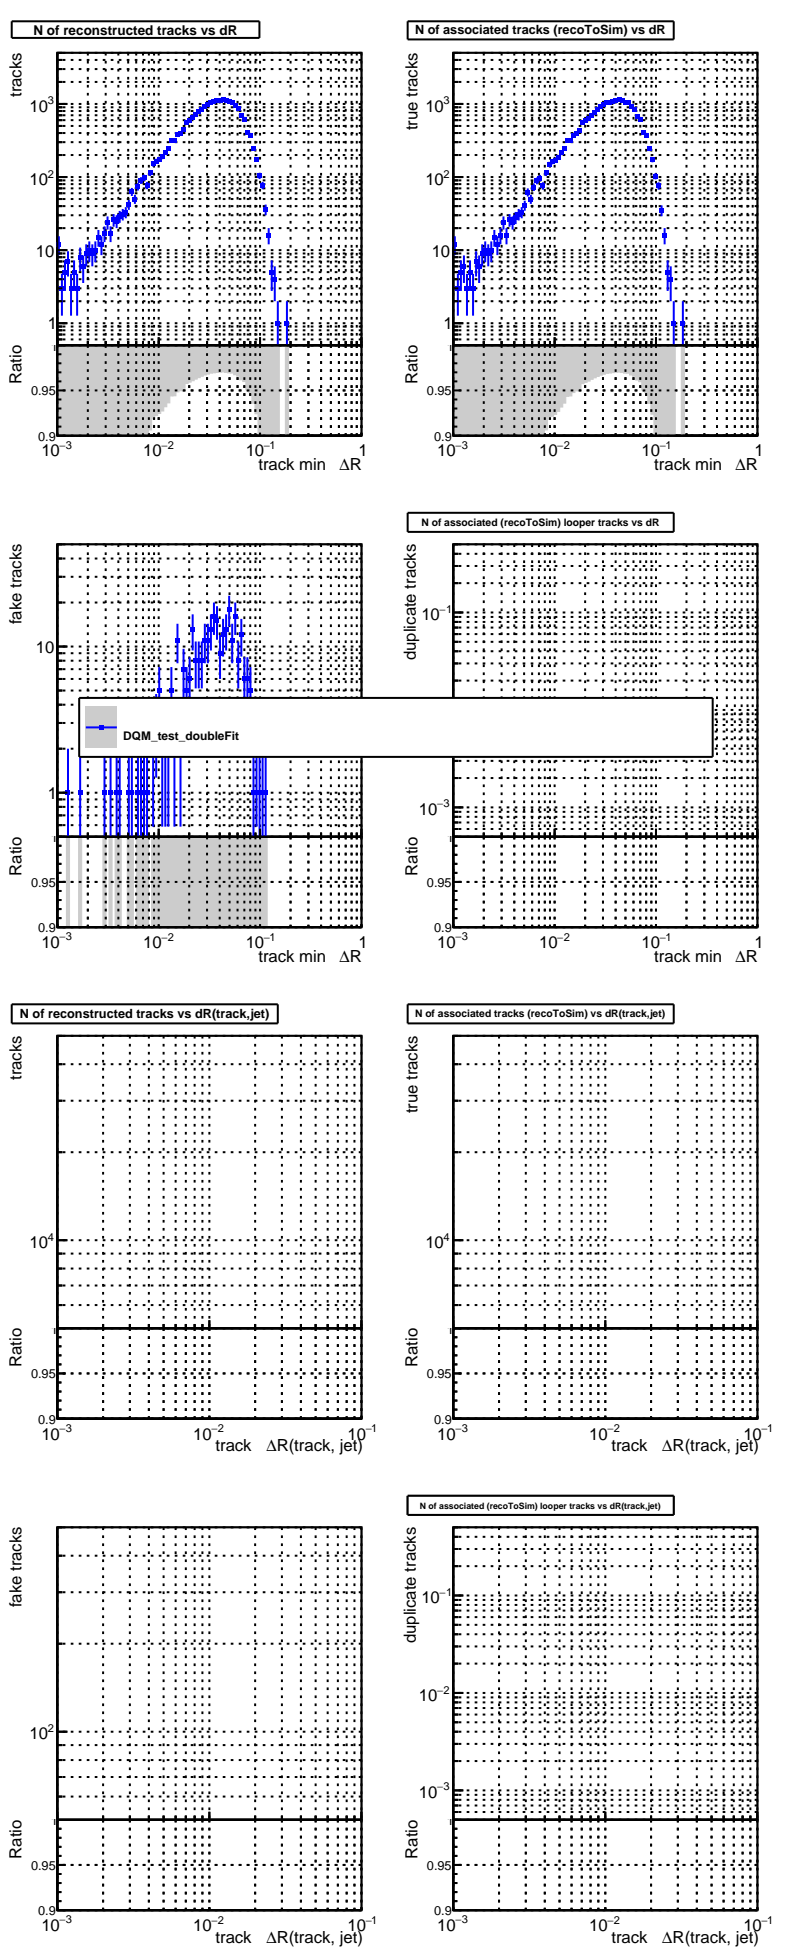 N of reconstructed tracks vs dR
tracks
10³
10²
10
1
Ratio
0.95
0.9
10⁻³ 10⁻² 10⁻¹ 1
track min ΔR
N of associated tracks (recoToSim) vs dR
true tracks
10³
10²
10
1
Ratio
0.95
0.9
10⁻³ 10⁻² 10⁻¹ 1
track min ΔR
fake tracks
10
1
Ratio
0.95
0.9
10⁻³ 10⁻² 10⁻¹ 1
track min ΔR
N of associated (recoToSim) looper tracks vs dR
duplicate tracks
10⁻¹
10⁻³
Ratio
0.95
0.9
10⁻³ 10⁻² 10⁻¹ 1
track min ΔR
DQM_test_doubleFit
N of reconstructed tracks vs dR(track,jet)
tracks
10⁴
Ratio
0.95
0.9
10⁻³ 10⁻² 10⁻¹
track ΔR(track, jet)
N of associated tracks (recoToSim) vs dR(track,jet)
true tracks
10⁴
Ratio
0.95
0.9
10⁻³ 10⁻² 10⁻¹
track ΔR(track, jet)
fake tracks
10²
Ratio
0.95
0.9
10⁻³ 10⁻² 10⁻¹
track ΔR(track, jet)
N of associated (recoToSim) looper tracks vs dR(track,jet)
duplicate tracks
10⁻¹
10⁻²
10⁻³
Ratio
0.95
0.9
10⁻³ 10⁻² 10⁻¹
track ΔR(track, jet)